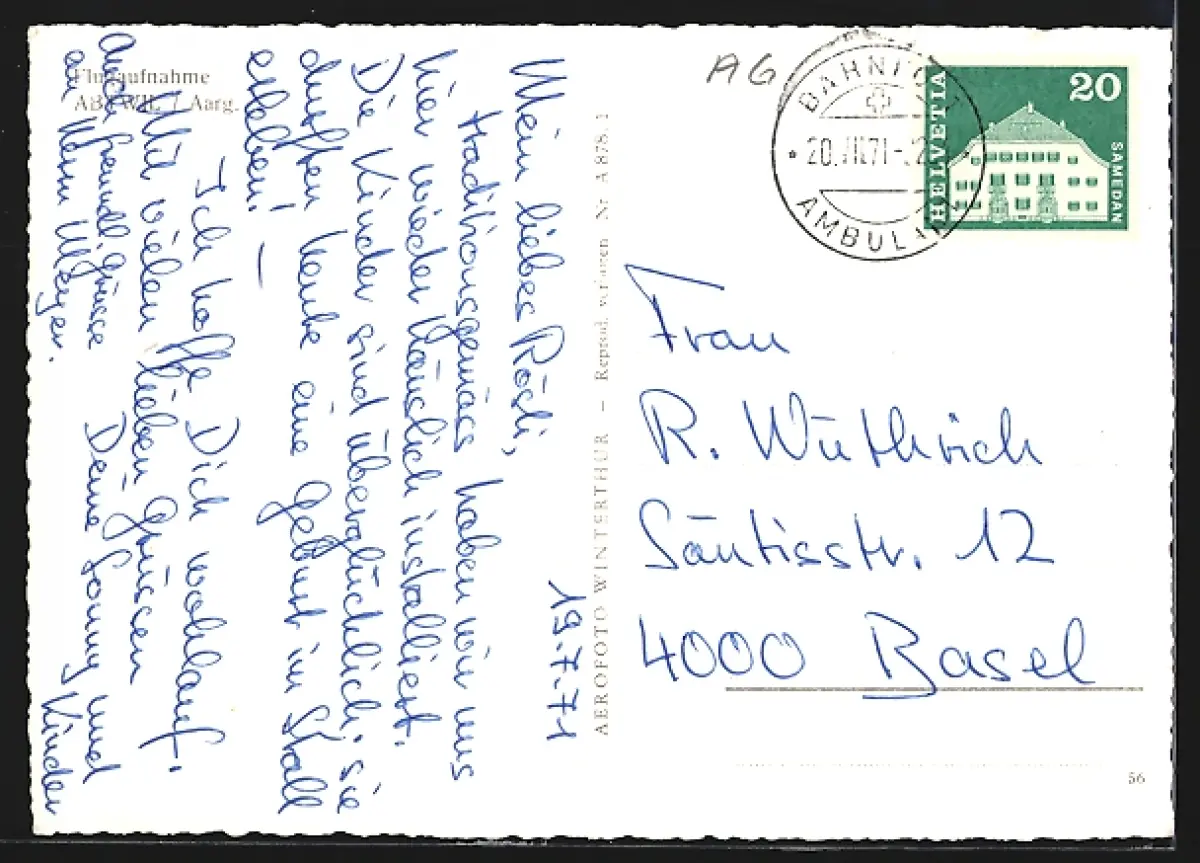 Flugaufnahme
ABTWIL / Aarg.
19.7.71
Mein liebes Rösli,
Traditionsgemäss haben wir uns
hier wieder häuslich installiert.
Die Kinder sind überglücklich. sie
durften heute eine Geburt im Stall
erleben! —
Ich hoffe Dich wohlauf.
Mit vielen lieben Grüssen
Deine Sonny und Kinder
Auch freundl. Grüsse
an Herrn
AEROFOTO WINTERTHUR – Reprod. verboten Nr. A 878 1
AG
BAHNPOST
20.VII.71
AMBULANT
HELVETIA
20
SAMEDAN
Frau
R. Wüthrich
Säntisstr. 12
4000 Basel
56